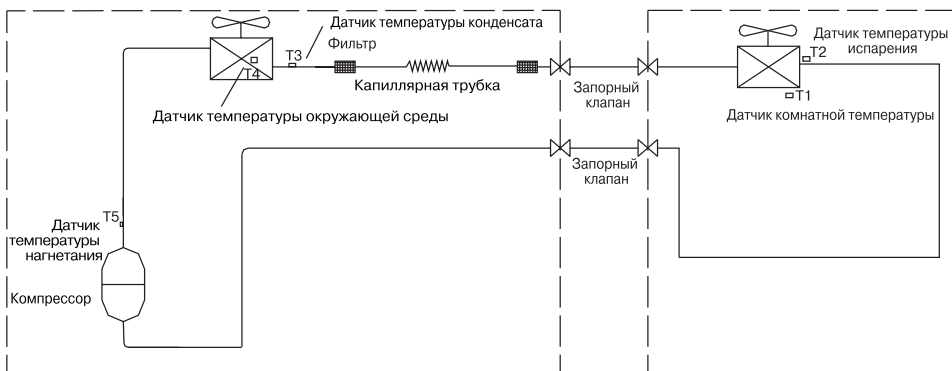 Датчик температуры конденсата
T3
Фильтр
T4
Капиллярная трубка
Датчик температуры окружающей среды
Запорный
клапан
Датчик температуры
испарения
T2
T1
Датчик комнатной температуры
Запорный
клапан
T5
Датчик
температуры
нагнетания
Компрессор